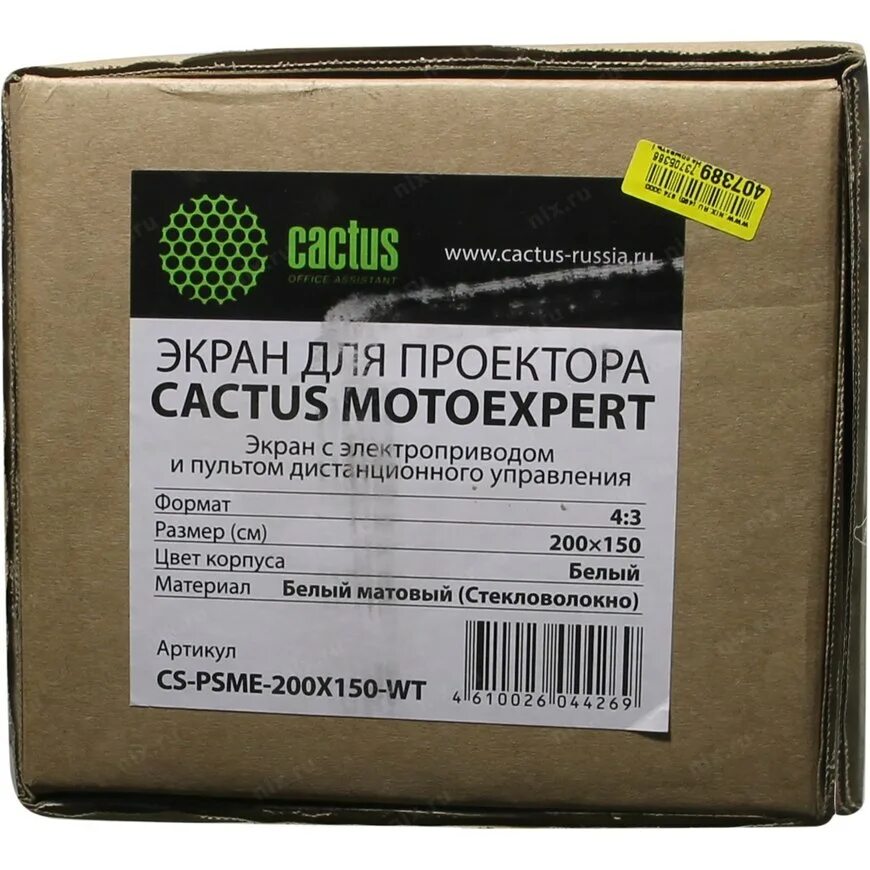 cactus
OFFICE ASSISTANT
www.cactus-russia.ru
ЭКРАН ДЛЯ ПРОЕКТОРА
CACTUS MOTOEXPERT
Экран с электроприводом
и пультом дистанционного управления
Формат 4:3
Размер (см) 200×150
Цвет корпуса Белый
Материал Белый матовый (Стекловолокно)
Артикул
CS-PSME-200X150-WT
4 610026 044269
407389
nix.ru